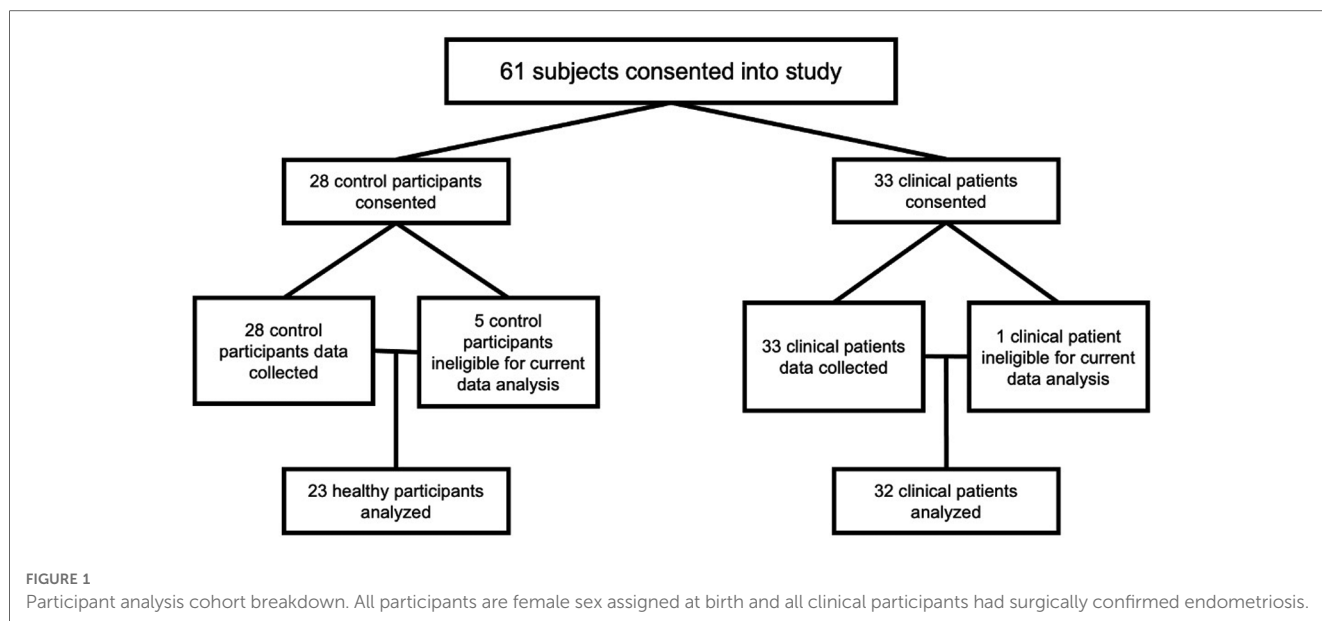 61 subjects consented into study
28 control participants
consented
33 clinical patients
consented
28 control
participants data
collected
5 control
participants
ineligible for current
data analysis
33 clinical patients
data collected
1 clinical patient
ineligible for current
data analysis
23 healthy participants
analyzed
32 clinical patients
analyzed
FIGURE 1
Participant analysis cohort breakdown. All participants are female sex assigned at birth and all clinical participants had surgically confirmed endometriosis.